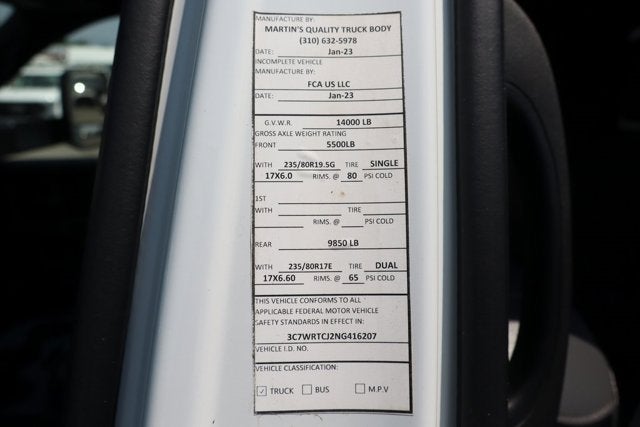 MANUFACTURE BY:
MARTIN'S QUALITY TRUCK BODY
(310) 632-5978
DATE: Jan-23
INCOMPLETE VEHICLE
MANUFACTURE BY:
FCA US LLC
DATE: Jan-23
G.V.W.R. 14000 LB
GROSS AXLE WEIGHT RATING
FRONT 5500LB
WITH 235/80R19.5G TIRE SINGLE
17X6.0 RIMS. @ 80 PSI COLD
1ST
WITH TIRE
RIMS. @ PSI COLD
REAR 9850 LB
WITH 235/80R17E TIRE DUAL
17X6.60 RIMS. @ 65 PSI COLD
THIS VEHICLE CONFORMS TO ALL
APPLICABLE FEDERAL MOTOR VEHICLE
SAFETY STANDARDS IN EFFECT IN:
3C7WRTCJ2NG416207
VEHICLE I.D. NO.
VEHICLE CLASSIFICATION:
☑ TRUCK ☐ BUS ☐ M.P.V